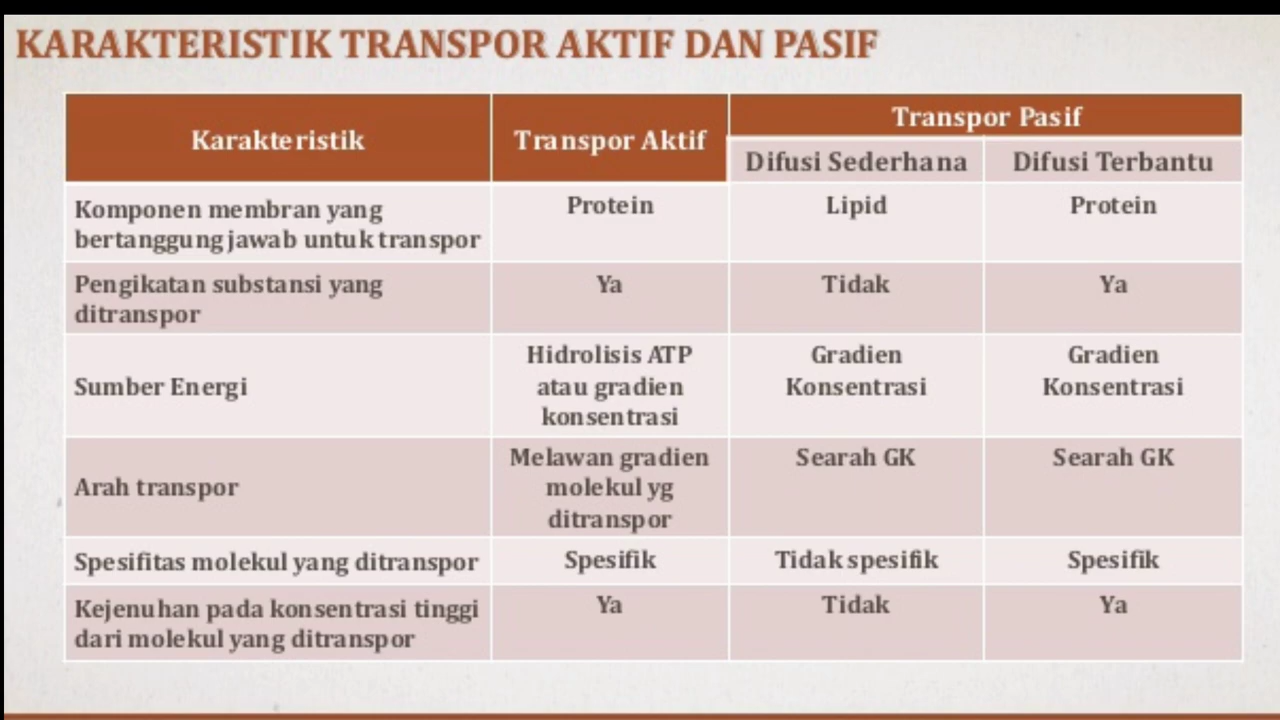 KARAKTERISTIK TRANSPOR AKTIF DAN PASIF
Karakteristik
Transpor Aktif
Transpor Pasif
Difusi Sederhana
Difusi Terbantu
Komponen membran yang
bertanggung jawab untuk transpor
Protein
Lipid
Protein
Pengikatan substansi yang
ditranspor
Ya
Tidak
Ya
Sumber Energi
Hidrolisis ATP
atau gradien
konsentrasi
Gradien
Konsentrasi
Gradien
Konsentrasi
Arah transpor
Melawan gradien
molekul yg
ditranspor
Searah GK
Searah GK
Spesifitas molekul yang ditranspor
Spesifik
Tidak spesifik
Spesifik
Kejenuhan pada konsentrasi tinggi
dari molekul yang ditranspor
Ya
Tidak
Ya